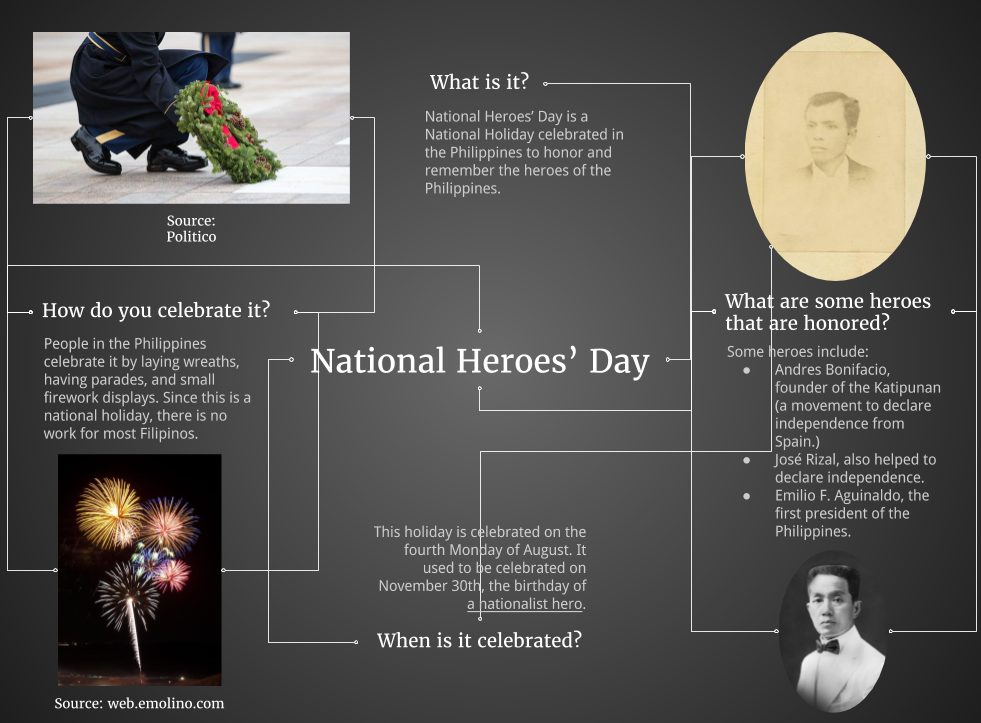 Source:
Politico
What is it?
National Heroes’ Day is a
National Holiday celebrated in
the Philippines to honor and
remember the heroes of the
Philippines.
How do you celebrate it?
People in the Philippines
celebrate it by laying wreaths,
having parades, and small
firework displays. Since this is a
national holiday, there is no
work for most Filipinos.
National Heroes’ Day
What are some heroes
that are honored?
Some heroes include:
● Andres Bonifacio,
founder of the Katipunan
(a movement to declare
independence from
Spain.)
● José Rizal, also helped to
declare independence.
● Emilio F. Aguinaldo, the
first president of the
Philippines.
This holiday is celebrated on the
fourth Monday of August. It
used to be celebrated on
November 30th, the birthday of
a nationalist hero.
When is it celebrated?
Source: web.emolino.com